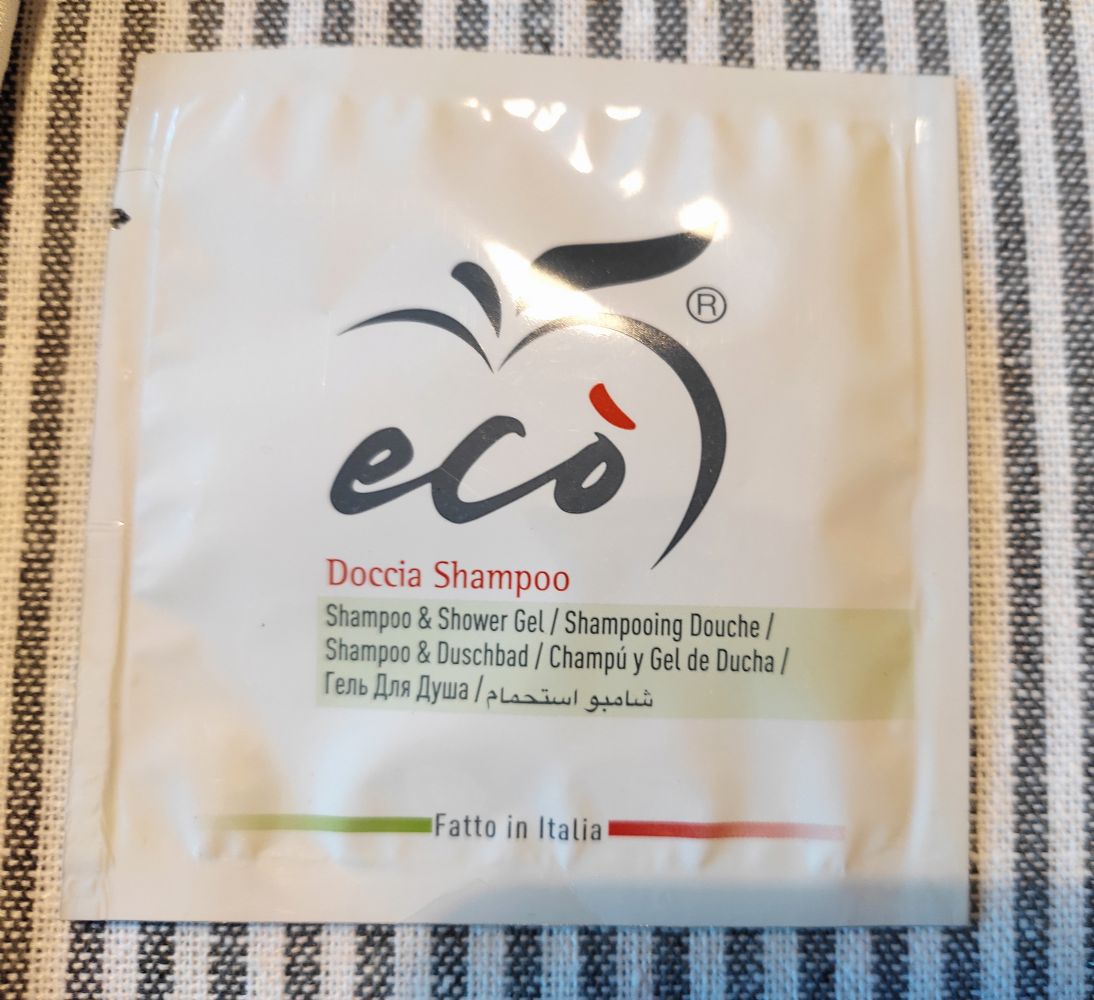 ®
ecò
Doccia Shampoo
Shampoo & Shower Gel / Shampooing Douche /
Shampoo & Duschbad / Champú y Gel de Ducha /
Гель Для Душа / شامبو استحمام
Fatto in Italia